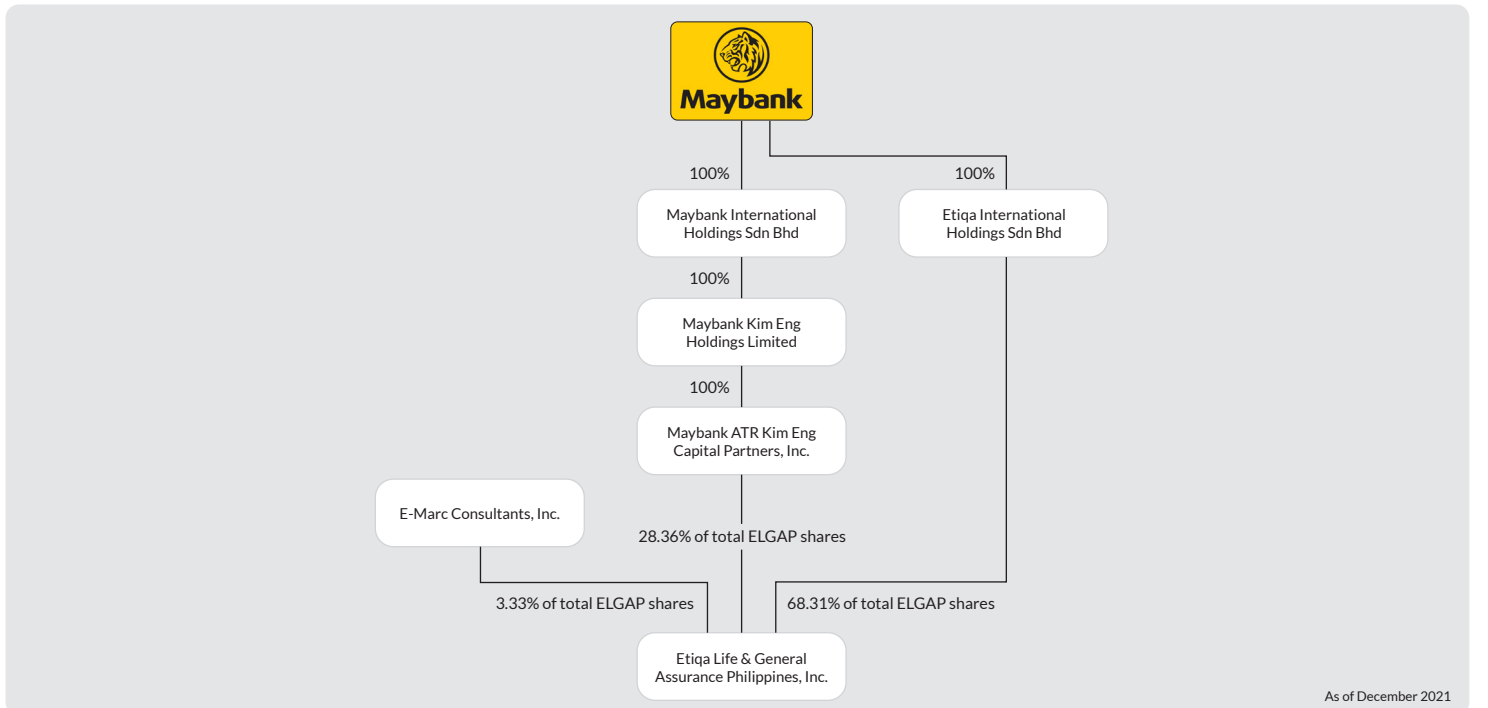 Maybank
100%
100%
Maybank International
Holdings Sdn Bhd
Etiqa International
Holdings Sdn Bhd
100%
Maybank Kim Eng
Holdings Limited
100%
Maybank ATR Kim Eng
Capital Partners, Inc.
E-Marc Consultants, Inc.
28.36% of total ELGAP shares
3.33% of total ELGAP shares
68.31% of total ELGAP shares
Etiqa Life & General
Assurance Philippines, Inc.
As of December 2021